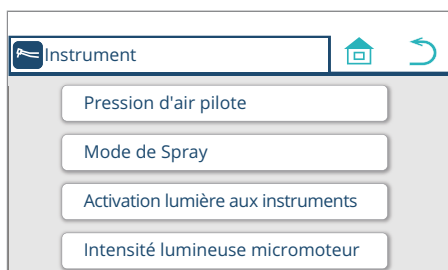 Instrument
Pression d'air pilote
Mode de Spray
Activation lumière aux instruments
Intensité lumineuse micromoteur